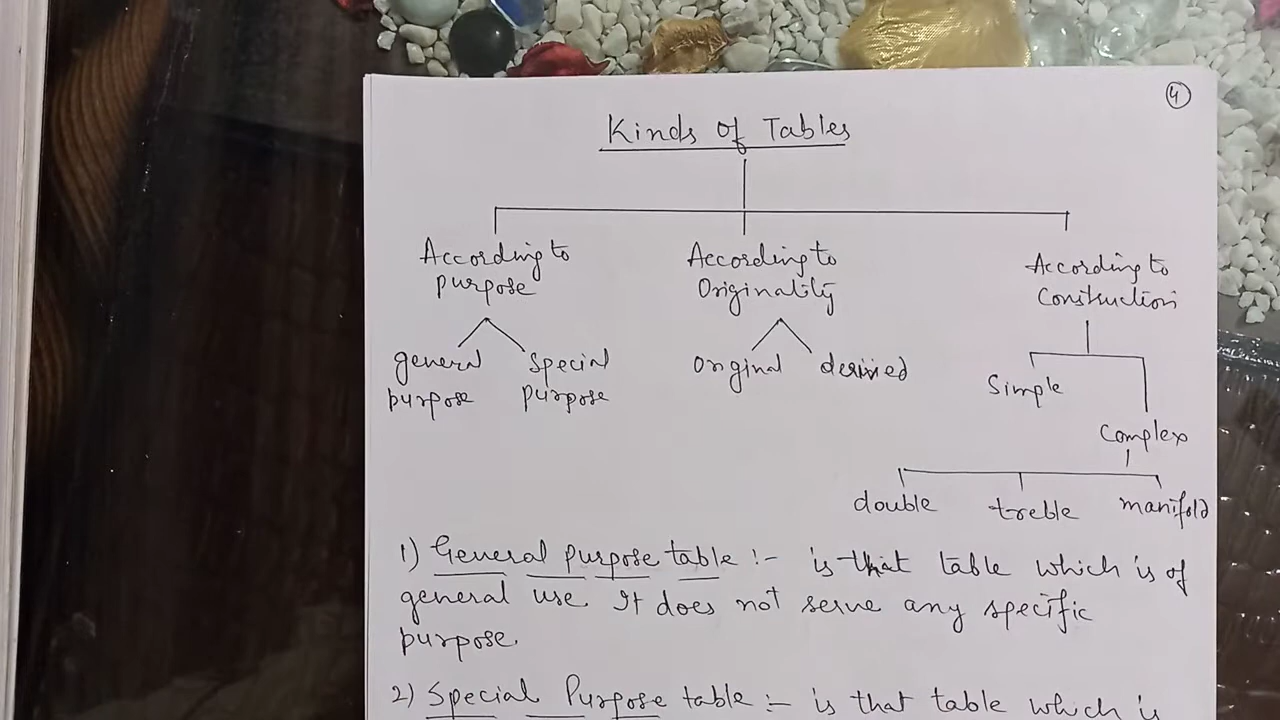 4
Kinds of Tables
According to
purpose
According to
Originality
According to
Construction
general
purpose
special
purpose
Original
derived
Simple
Complex
double
treble
manifold
1) General purpose table :- is that table which is of
general use. It does not serve any specific
purpose.
2) Special Purpose table :- is that table which is